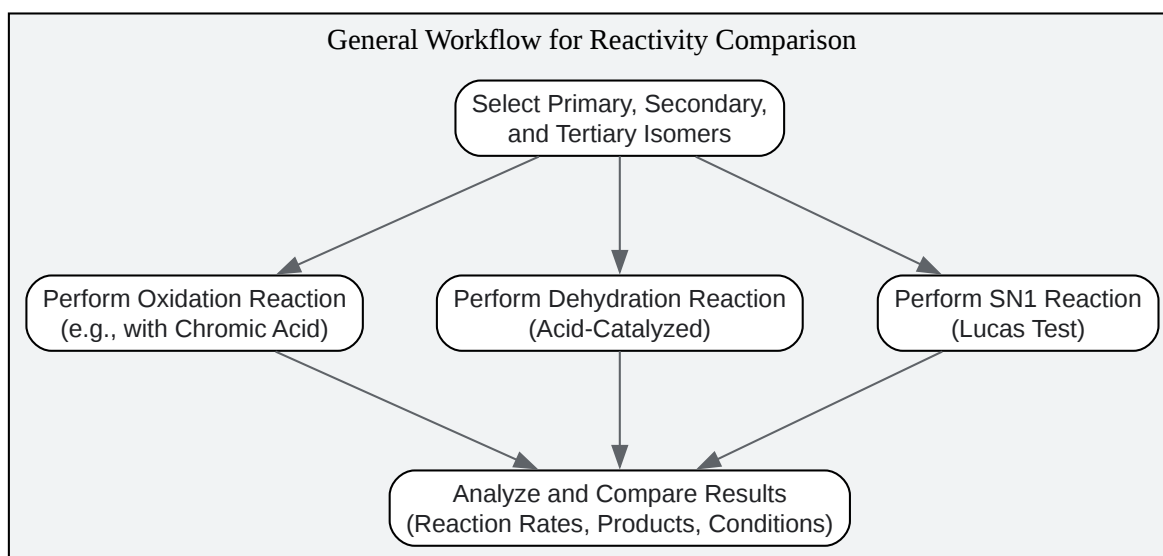 General Workflow for Reactivity Comparison
Select Primary, Secondary,
and Tertiary Isomers
Perform Oxidation Reaction
(e.g., with Chromic Acid)
Perform Dehydration Reaction
(Acid-Catalyzed)
Perform SN1 Reaction
(Lucas Test)
Analyze and Compare Results
(Reaction Rates, Products, Conditions)